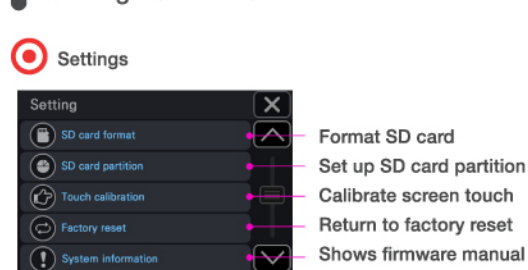 Settings
Setting
SD card format
Format SD card
SD card partition
Set up SD card partition
Touch calibration
Calibrate screen touch
Factory reset
Return to factory reset
System information
Shows firmware manual